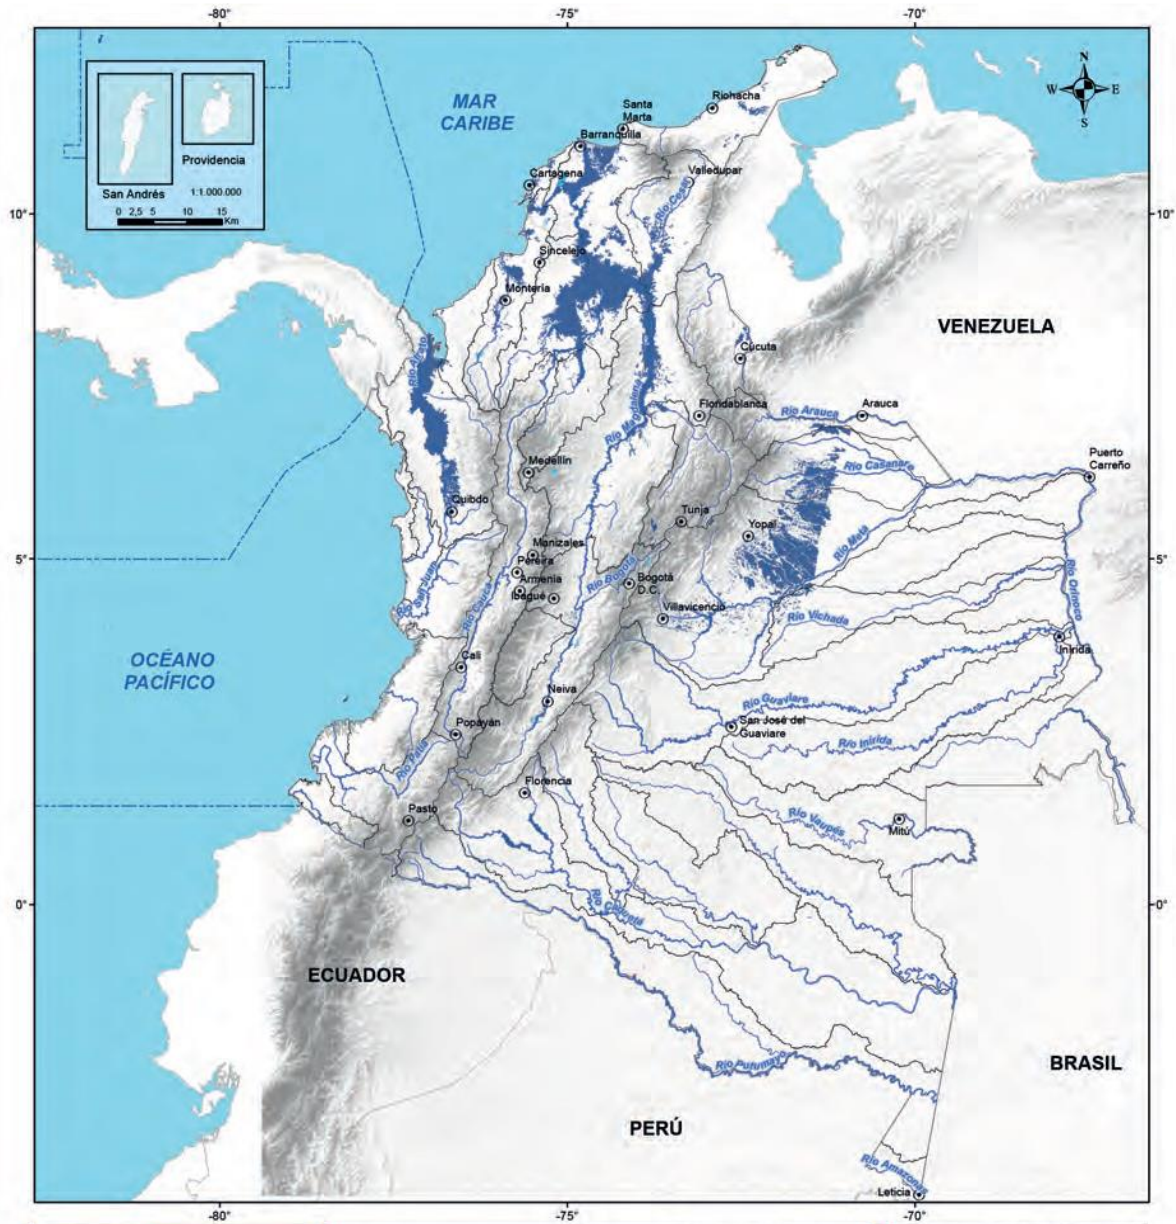 -80°
-75°
-70°
i
MAR
CARIBE
N
W E
S
Providencia
San Andrés
1:1.000.000
0 2,5 5 10 15
Km
Riohacha
Santa
Marta
Barranquilla
Cartagena
Valledupar
Río Cesar
10°
10°
Sincelejo
Montería
VENEZUELA
Cúcuta
Río Atrato
Río Magdalena
Floridablanca
Río Arauca
Arauca
Puerto
Carreño
Medellín
Río Casanare
Quibdo
Tunja
Yopal
Río Meta
5°
5°
Manizales
Pereira
Armenia
Ibagué
Río Bogotá
Bogotá
D.C.
Río San Juan
Río Cauca
Río Orinoco
Villavicencio
Río Vichada
Inírida
OCÉANO
PACÍFICO
Cali
Neiva
Río Guaviare
San José del
Guaviare
Río Inírida
Popayán
Río Patía
Florencia
Pasto
Río Vaupés
Mitú
0°
0°
Río Caquetá
ECUADOR
Río Putumayo
BRASIL
PERÚ
Río Amazonas
Leticia
-80°
-75°
-70°